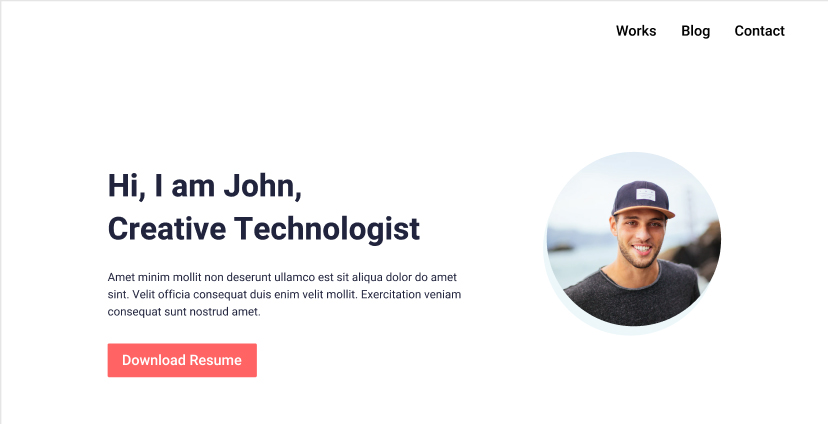 Works Blog Contact
Hi, I am John,
Creative Technologist
Amet minim mollit non deserunt ullamco est sit aliqua dolor do amet
sint. Velit officia consequat duis enim velit mollit. Exercitation veniam
consequat sunt nostrud amet.
Download Resume